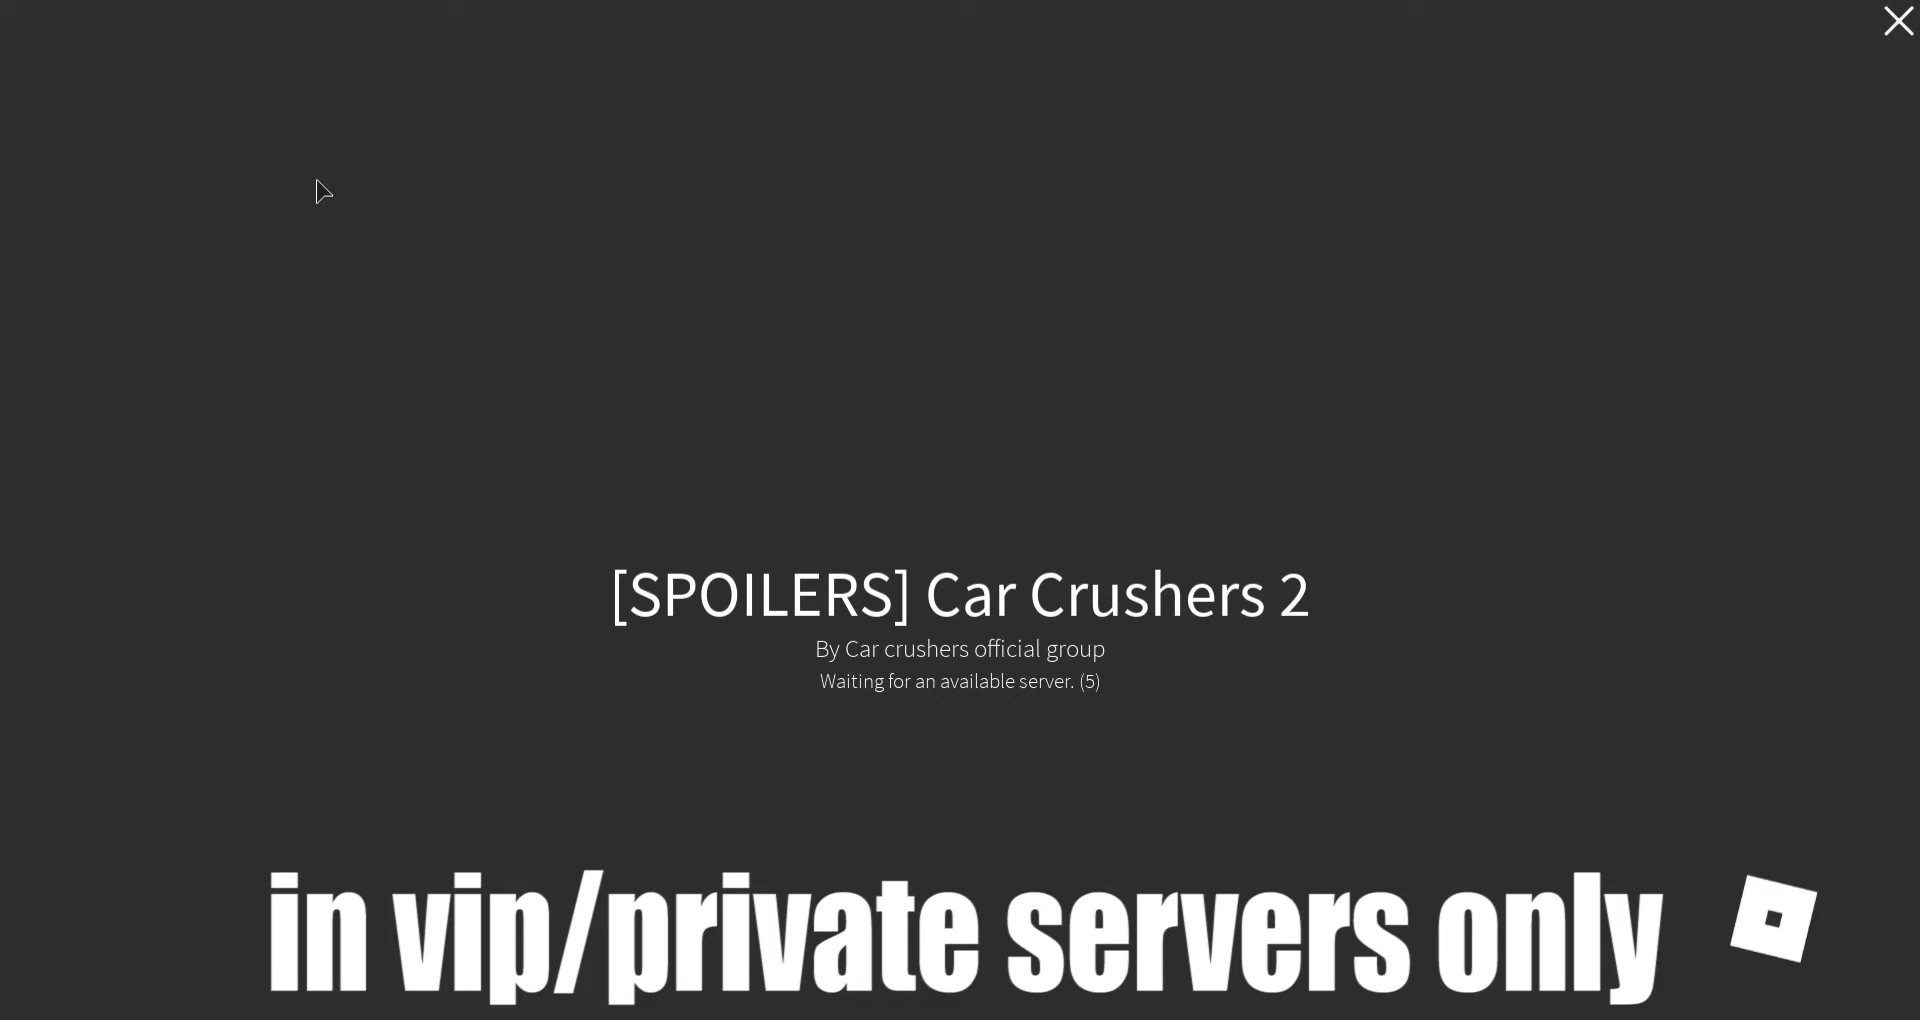 [SPOILERS] Car Crushers 2
By Car crushers official group
Waiting for an available server. (5)
in vip/private servers only